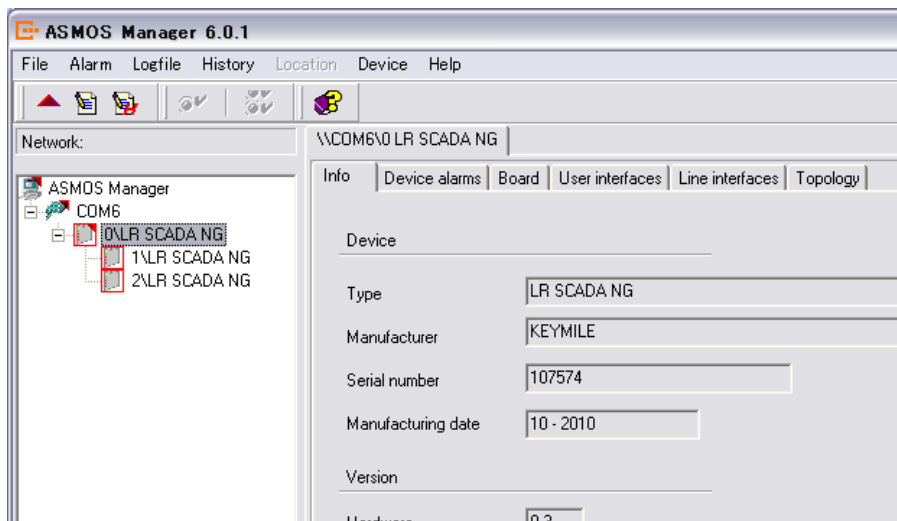 ASMOS Manager 6.0.1
File Alarm Logfile History Location Device Help
Network:
ASMOS Manager
COM6
0\LR SCADA NG
1\LR SCADA NG
2\LR SCADA NG
\\COM6\0 LR SCADA NG
Info Device alarms Board User interfaces Line interfaces Topology
Device
Type LR SCADA NG
Manufacturer KEYMILE
Serial number 107574
Manufacturing date 10 - 2010
Version
Hardware 0.3